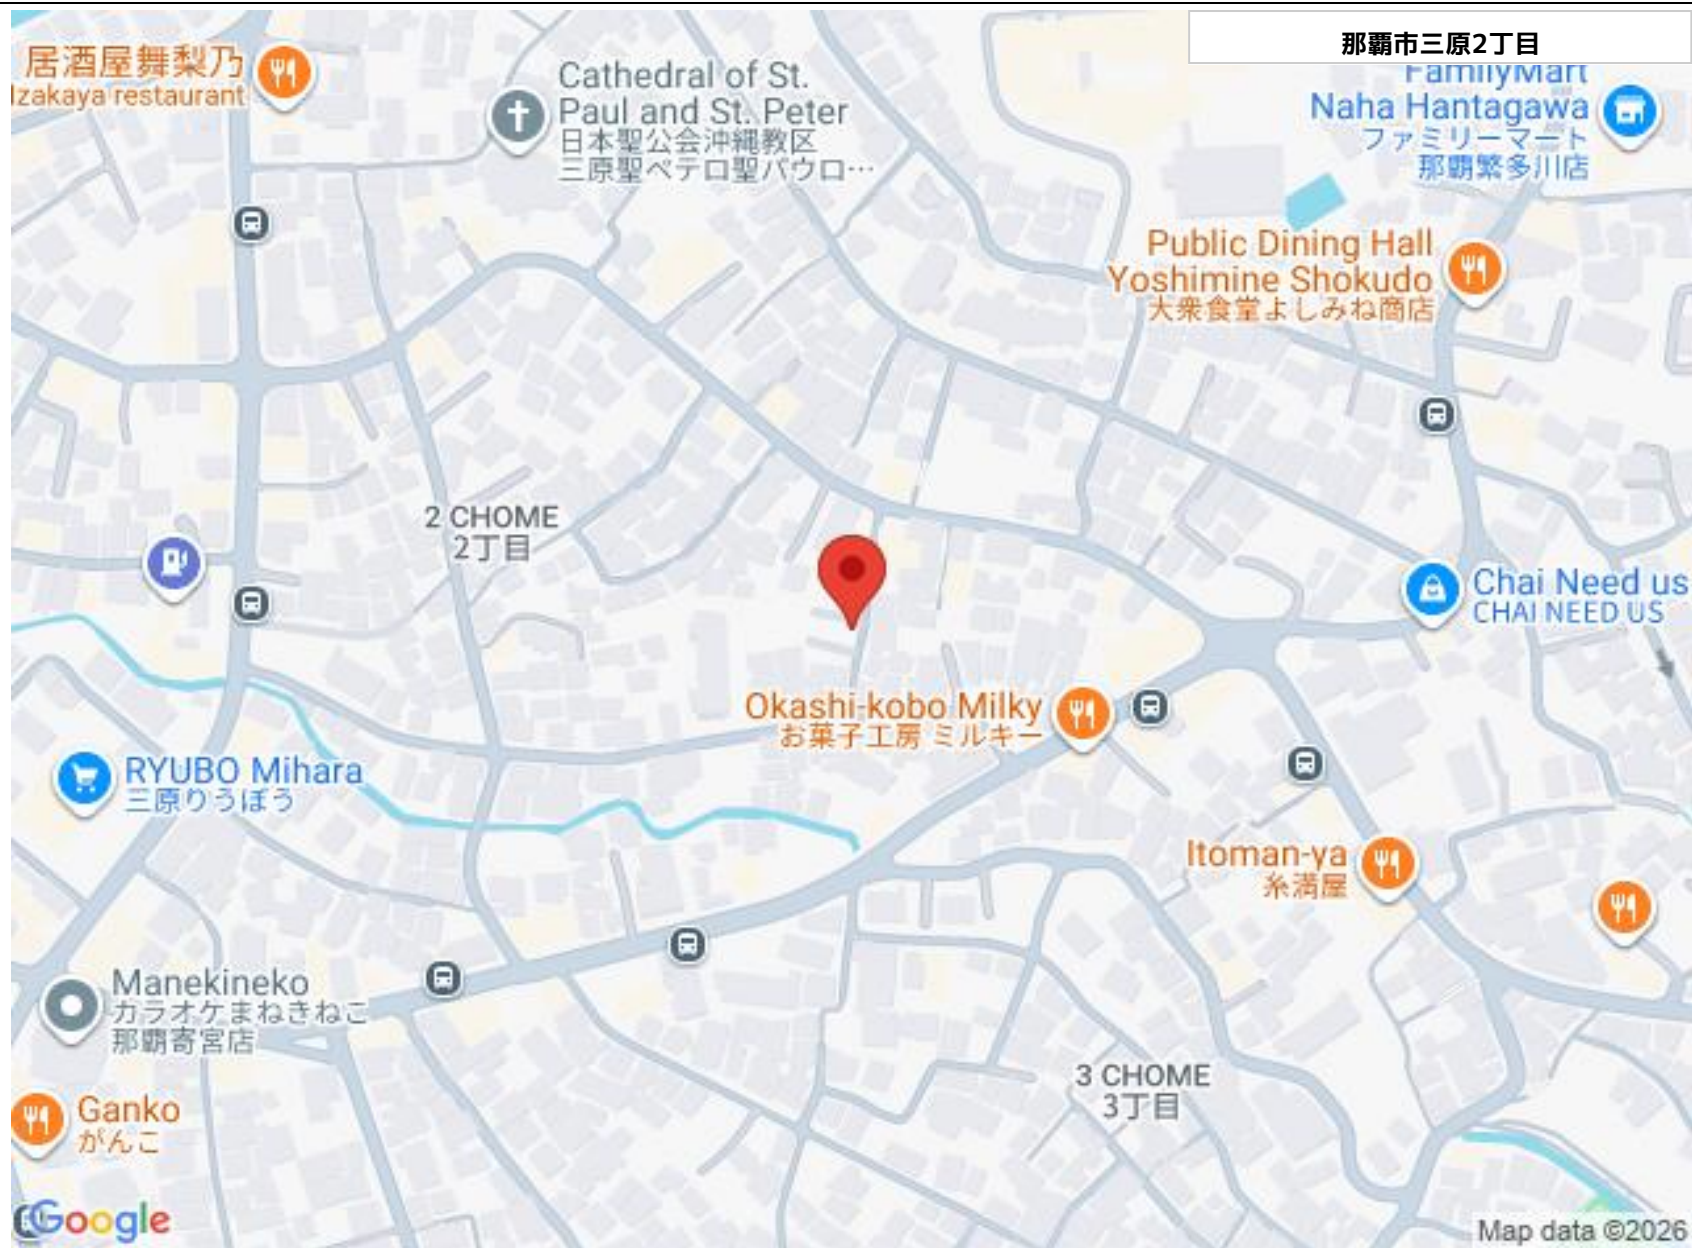 那覇市三原2丁目
居酒屋舞梨乃
Izakaya restaurant
Cathedral of St.
Paul and St. Peter
日本聖公会沖縄教区
三原聖ペテロ聖パウロ…
FamilyMart
Naha Hantagawa
ファミリーマート
那覇繁多川店
Public Dining Hall
Yoshimine Shokudo
大衆食堂よしみね商店
2 CHOME
2丁目
Chai Need us
CHAI NEED US
Okashi-kobo Milky
お菓子工房 ミルキー
RYUBO Mihara
三原りうぼう
Itoman-ya
糸満屋
Manekineko
カラオケまねきねこ
那覇寄宮店
3 CHOME
3丁目
Ganko
がんこ
Google
Map data ©2026